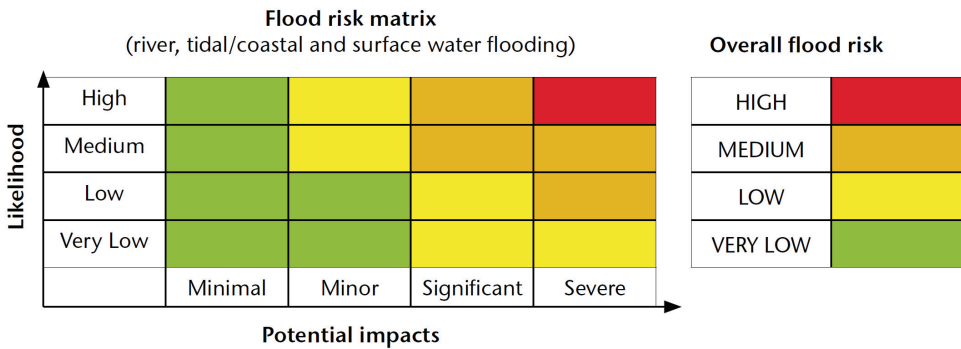 Flood risk matrix
(river, tidal/coastal and surface water flooding)
Overall flood risk
Likelihood
High
Medium
Low
Very Low
Minimal
Minor
Significant
Severe
Potential impacts
HIGH
MEDIUM
LOW
VERY LOW